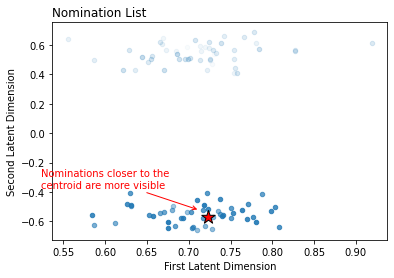 Nomination List
Second Latent Dimension
0.6
0.4
0.2
0.0
−0.2
−0.4
−0.6
Nominations closer to the
centroid are more visible
0.55 0.60 0.65 0.70 0.75 0.80 0.85 0.90
First Latent Dimension